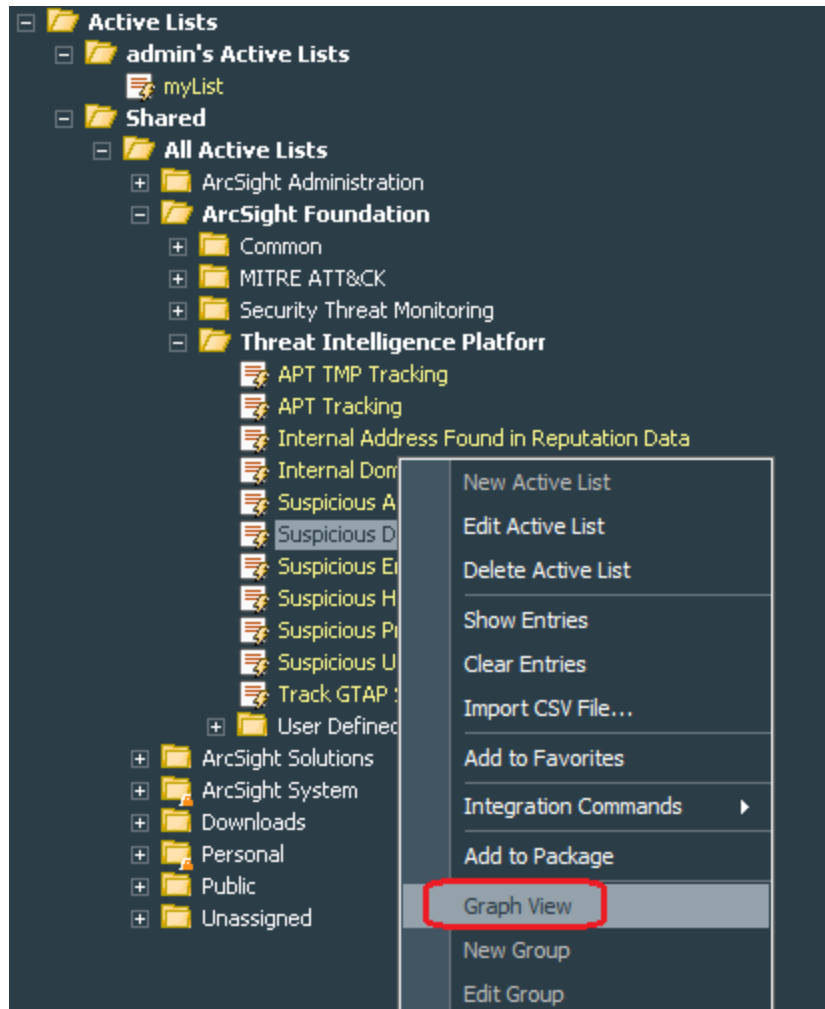 Active Lists
admin's Active Lists
myList
Shared
All Active Lists
ArcSight Administration
ArcSight Foundation
Common
MITRE ATT&CK
Security Threat Monitoring
Threat Intelligence Platforr
APT TMP Tracking
APT Tracking
Internal Address Found in Reputation Data
Internal Dom
Suspicious A
Suspicious D
Suspicious E
Suspicious H
Suspicious P
Suspicious U
Track GTAP
User Defined
ArcSight Solutions
ArcSight System
Downloads
Personal
Public
Unassigned
New Active List
Edit Active List
Delete Active List
Show Entries
Clear Entries
Import CSV File...
Add to Favorites
Integration Commands
Add to Package
Graph View
New Group
Edit Group